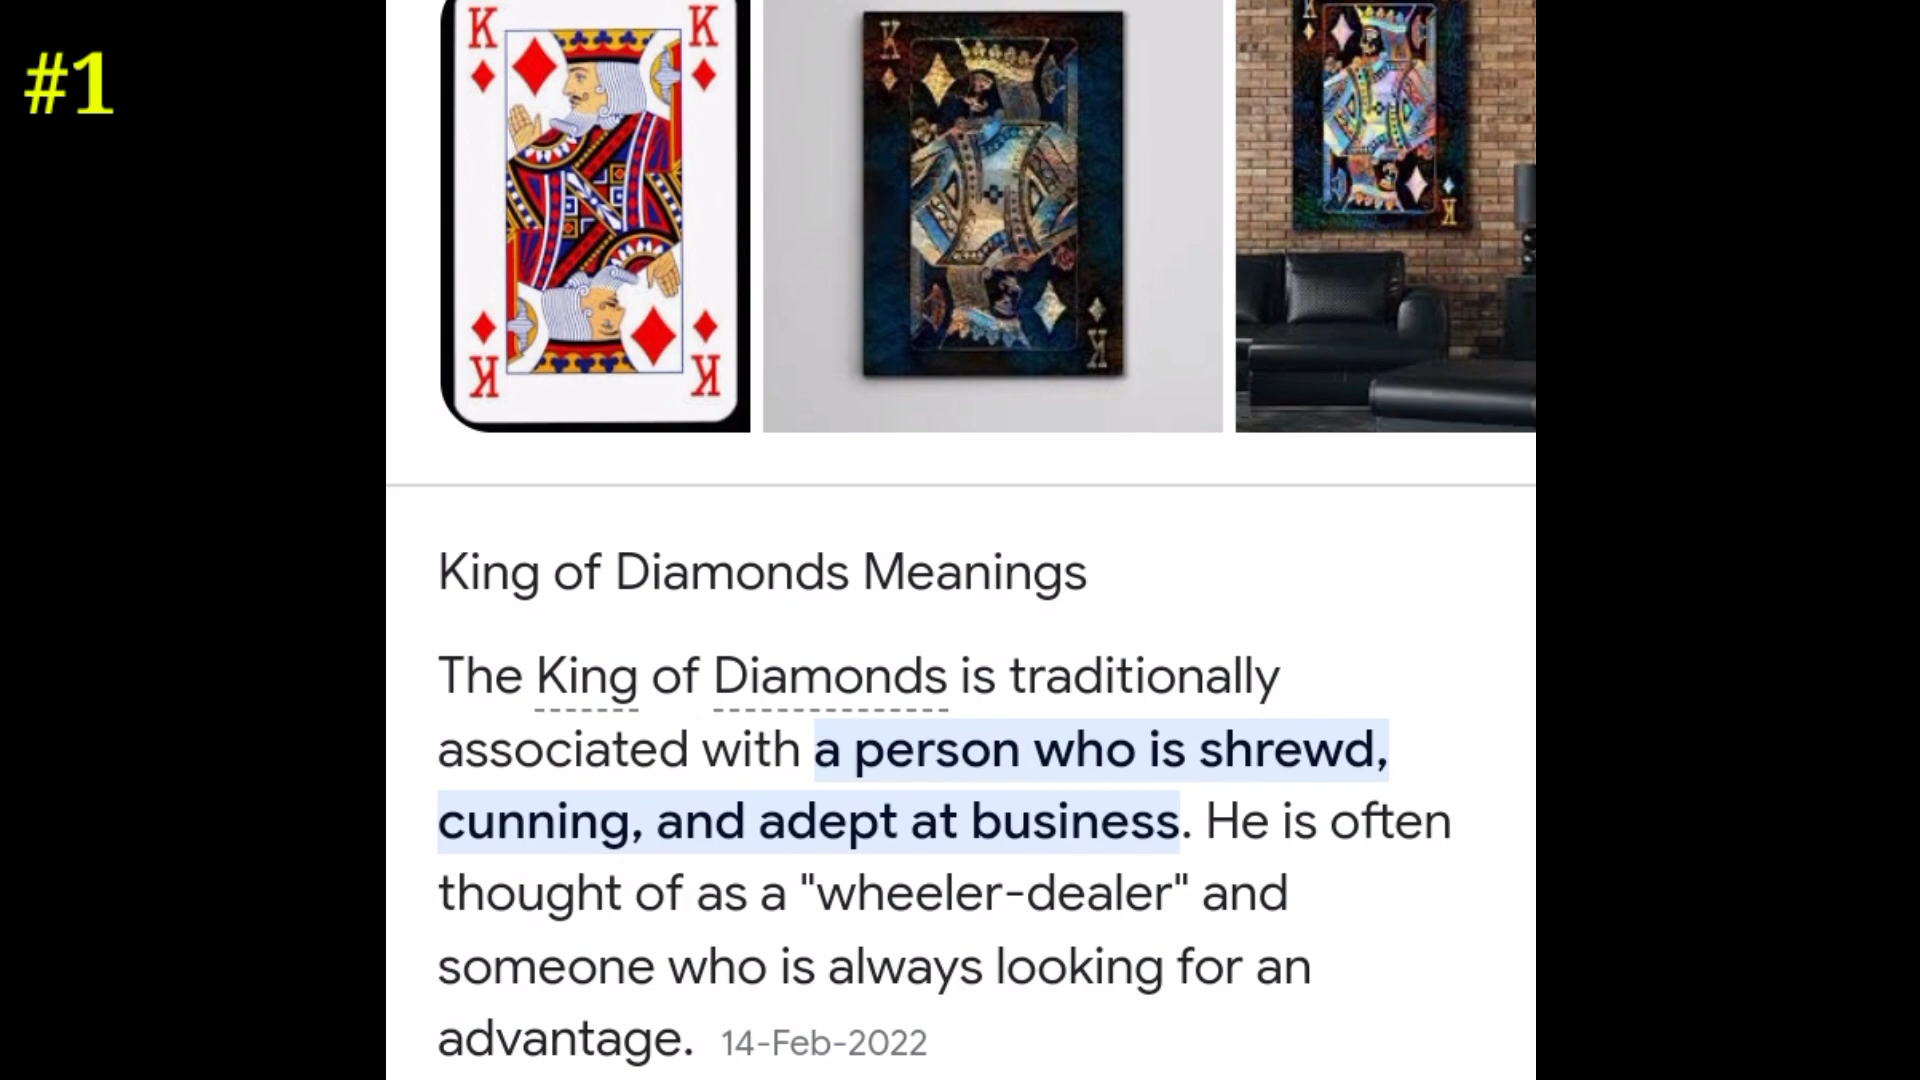 #1
K K
K K
K
K
K
K
King of Diamonds Meanings
The King of Diamonds is traditionally
associated with a person who is shrewd,
cunning, and adept at business. He is often
thought of as a "wheeler-dealer" and
someone who is always looking for an
advantage. 14-Feb-2022